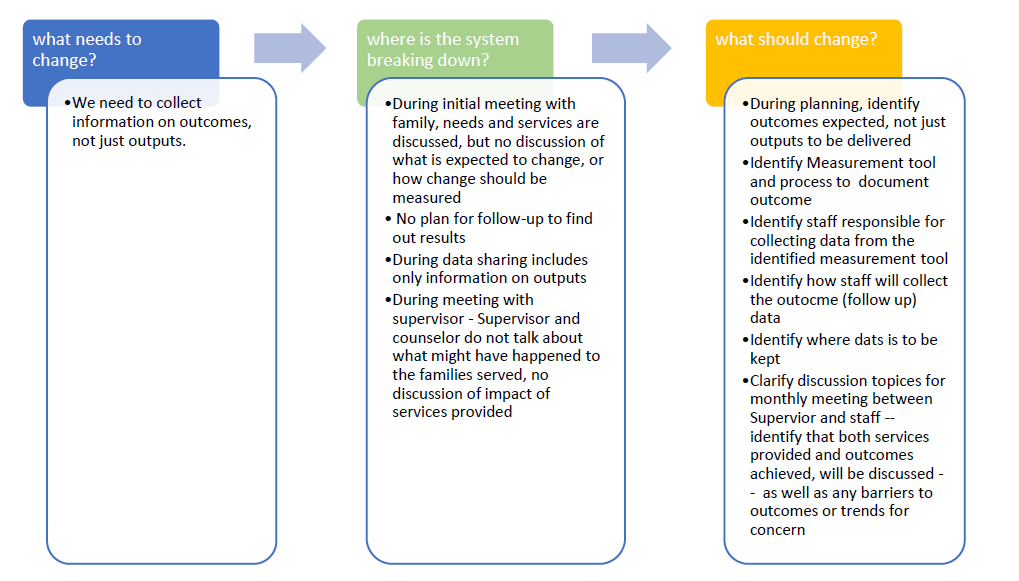 what needs to
change?
•We need to collect
information on outcomes,
not just outputs.
where is the system
breaking down?
•During initial meeting with
family, needs and services are
discussed, but no discussion of
what is expected to change, or
how change should be
measured
• No plan for follow-up to find
out results
•During data sharing includes
only information on outputs
•During meeting with
supervisor - Supervisor and
counselor do not talk about
what might have happened to
the families served, no
discussion of impact of
services provided
what should change?
•During planning, identify
outcomes expected, not just
outputs to be delivered
•Identify Measurement tool
and process to  document
outcome
•Identify staff responsible for
collecting data from the
identified measurement tool
•Identify how staff will collect
the outocme (follow up)
data
•Identify where dats is to be
kept
•Clarify discussion topices for
monthly meeting between
Supervior and staff --
identify that both services
provided and outcomes
achieved, will be discussed -
-  as well as any barriers to
outcomes or trends for
concern